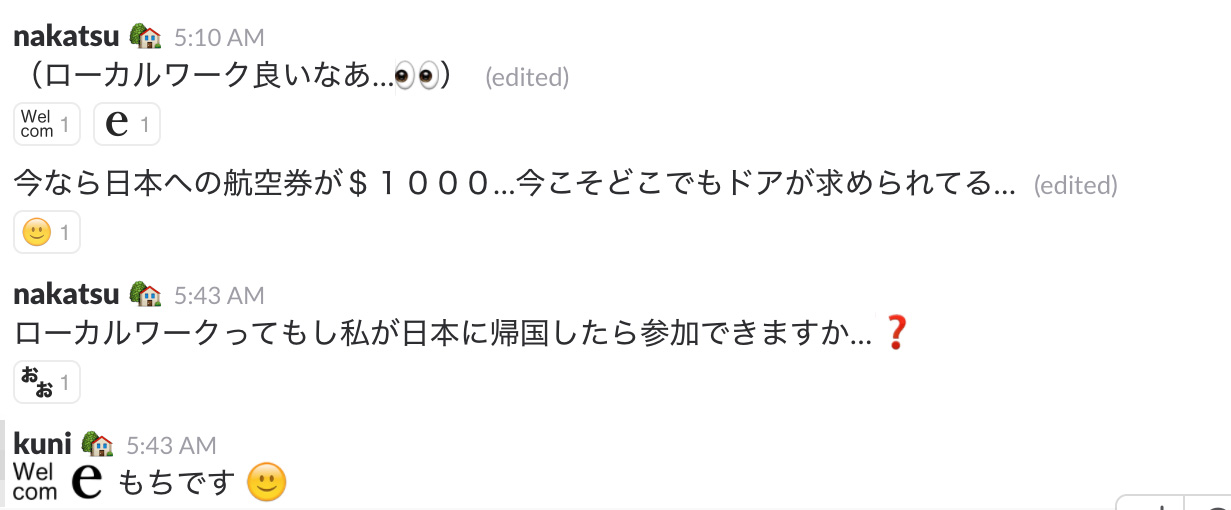 nakatsu 🏡 5:10 AM
（ローカルワーク良いなあ...👀） (edited)
Wel
com 1 e 1
今なら日本への航空券が＄１０００...今こそどこでもドアが求められてる... (edited)
🙂 1
nakatsu 🏡 5:43 AM
ローカルワークってもし私が日本に帰国したら参加できますか... ❓
おお 1
kuni 🏡 5:43 AM
Wel
com e もちです 🙂